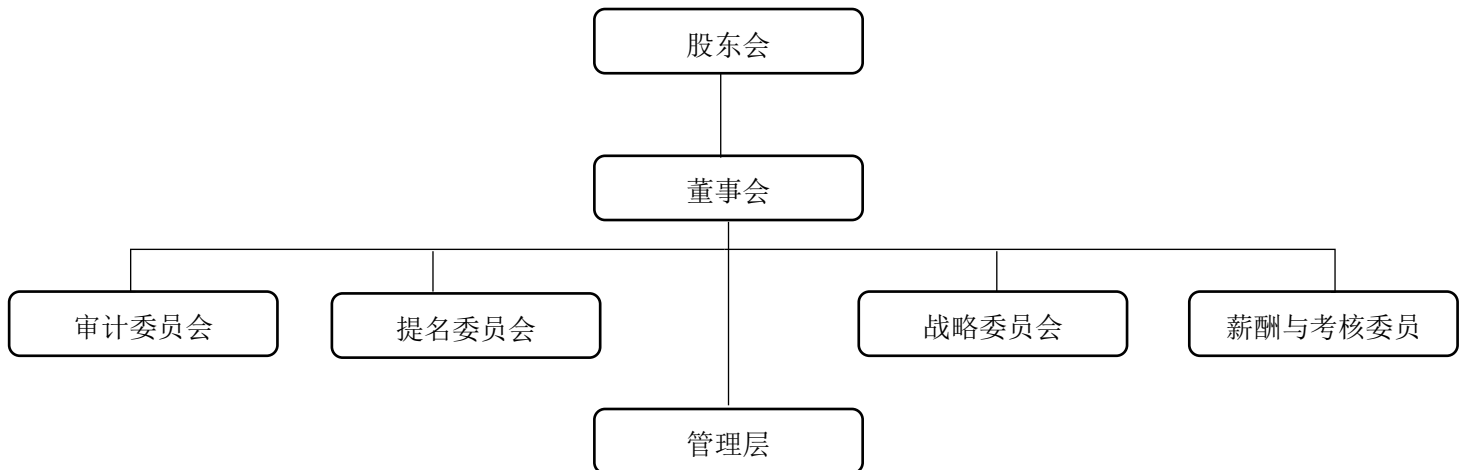 股东会
董事会
审计委员会
提名委员会
战略委员会
薪酬与考核委员
管理层